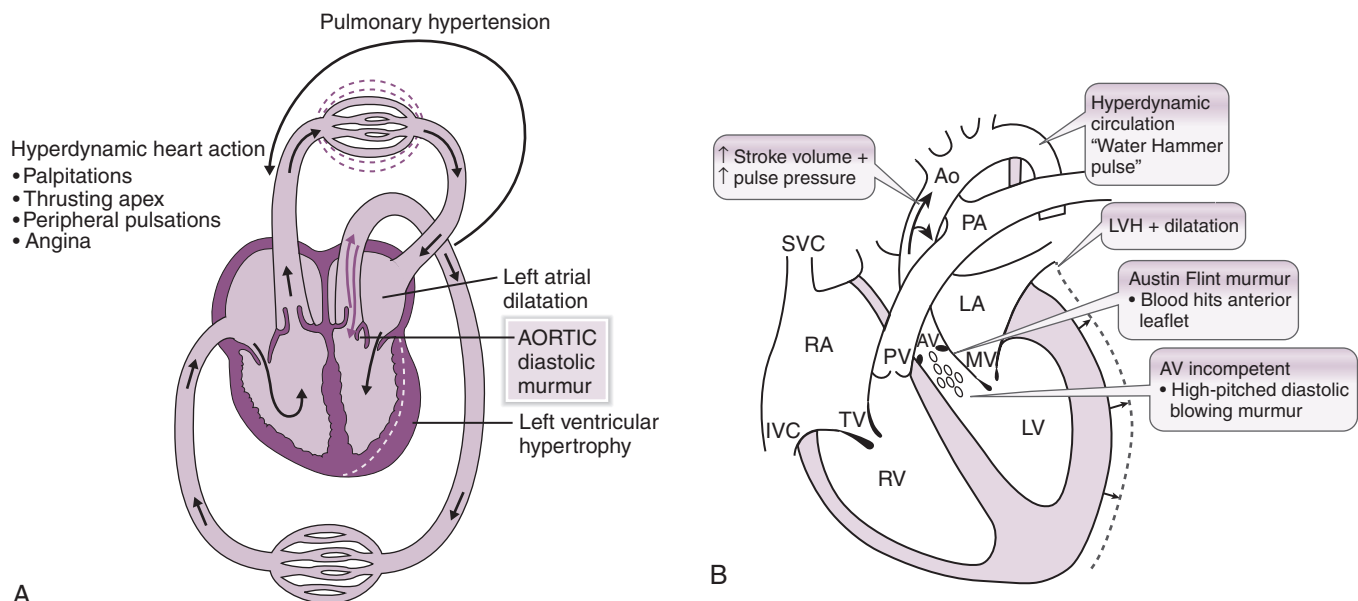 Pulmonary hypertension
Hyperdynamic heart action
•Palpitations
•Thrusting apex
•Peripheral pulsations
•Angina
Left atrial
dilatation
AORTIC
diastolic
murmur
Left ventricular
hypertrophy
A
↑ Stroke volume +
↑ pulse pressure
Hyperdynamic
circulation
“Water Hammer
pulse”
Ao
PA
SVC
LVH + dilatation
Austin Flint murmur
• Blood hits anterior
leaflet
LA
RA
PV
AV
MV
AV incompetent
• High-pitched diastolic
blowing murmur
TV
IVC
LV
RV
B